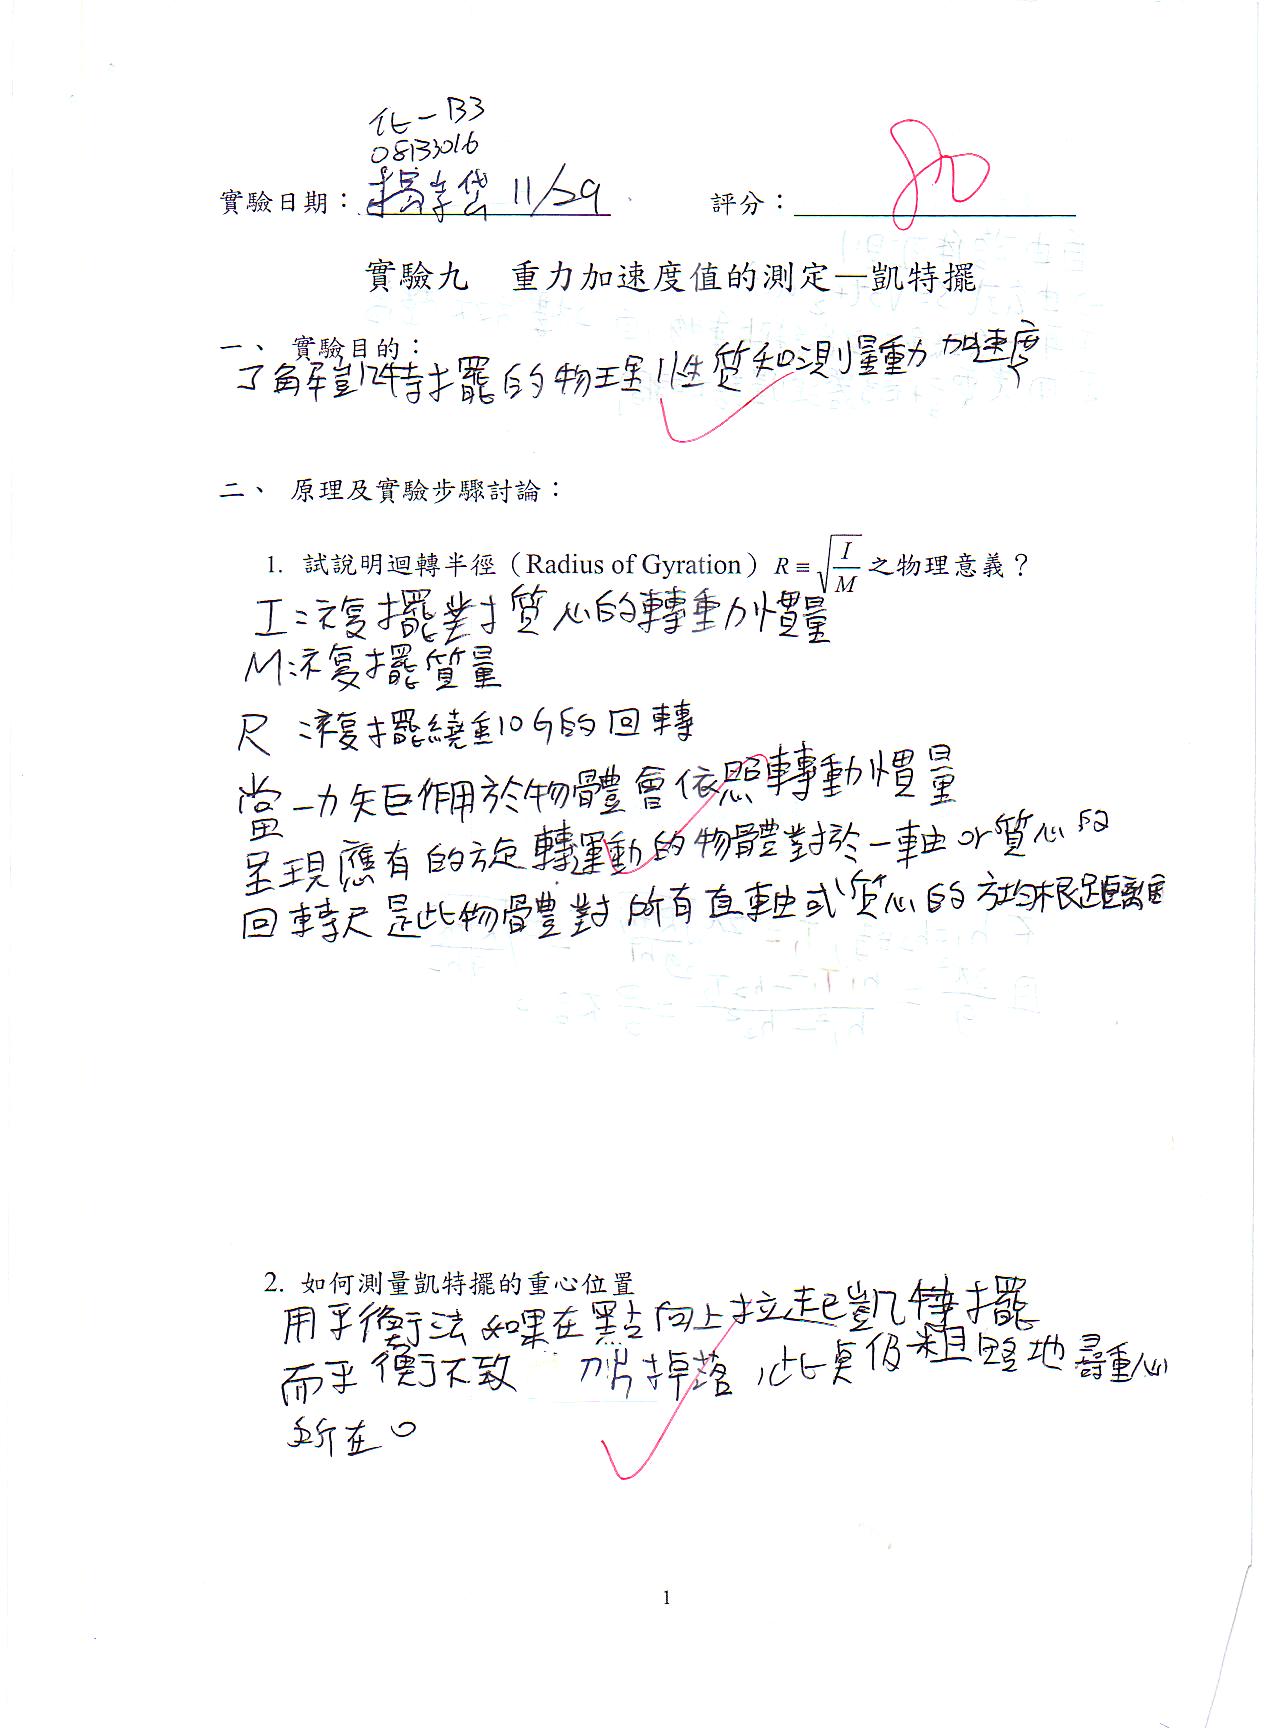 化一 B3
08133016
實驗日期：楊 11/29 評分：80
實驗九 重力加速度值的測定—凱特擺
一、 實驗目的：
了解凱特擺的物理性質和測量動力加速度
二、 原理及實驗步驟討論：
1. 試說明迴轉半徑（Radius of Gyration）R ≡ √(I/M) 之物理意義？
I：複擺對質心的轉動慣量
M：複擺質量
R：複擺繞重心G的回轉
當一力矩作用於物體會依照轉動慣量
呈現應有的旋轉運動的物體對於一軸or質心的
回轉尺是此物體對所有直軸或質心的方均根距離
2. 如何測量凱特擺的重心位置
用平衡法如果在點向上拉起凱特擺
而平衡不致 刀片掉落 此 仍粗略地尋重心
所在。
1